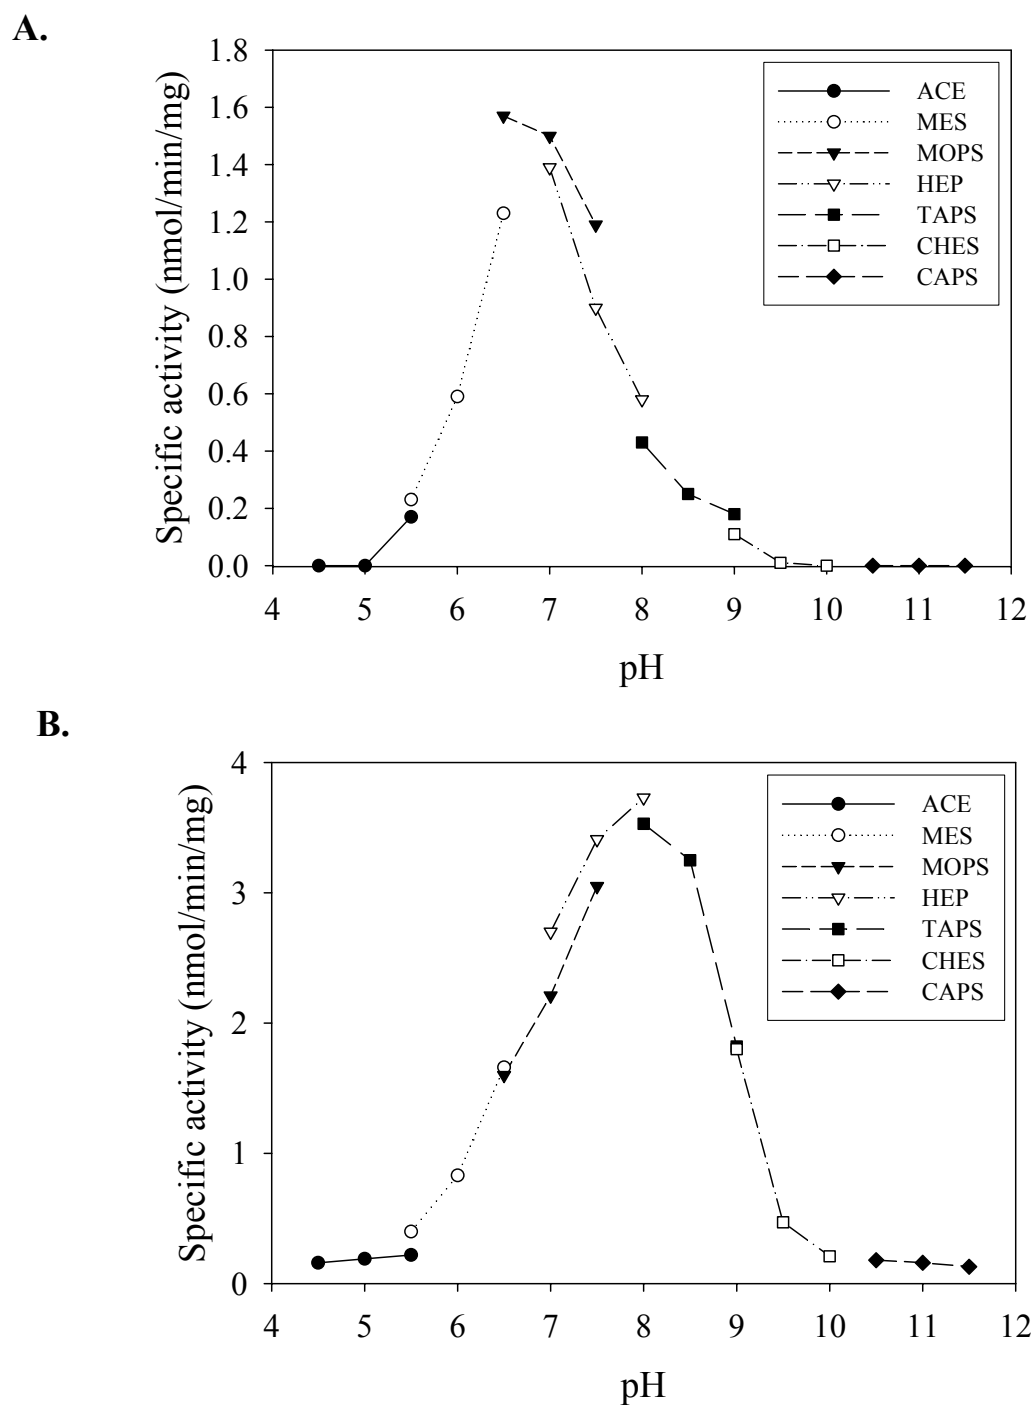 A.
Specific activity (nmol/min/mg)
1.8
1.6
1.4
1.2
1.0
0.8
0.6
0.4
0.2
0.0
ACE
MES
MOPS
HEP
TAPS
CHES
CAPS
4 5 6 7 8 9 10 11 12
pH
B.
Specific activity (nmol/min/mg)
4
3
2
1
0
ACE
MES
MOPS
HEP
TAPS
CHES
CAPS
4 5 6 7 8 9 10 11 12
pH